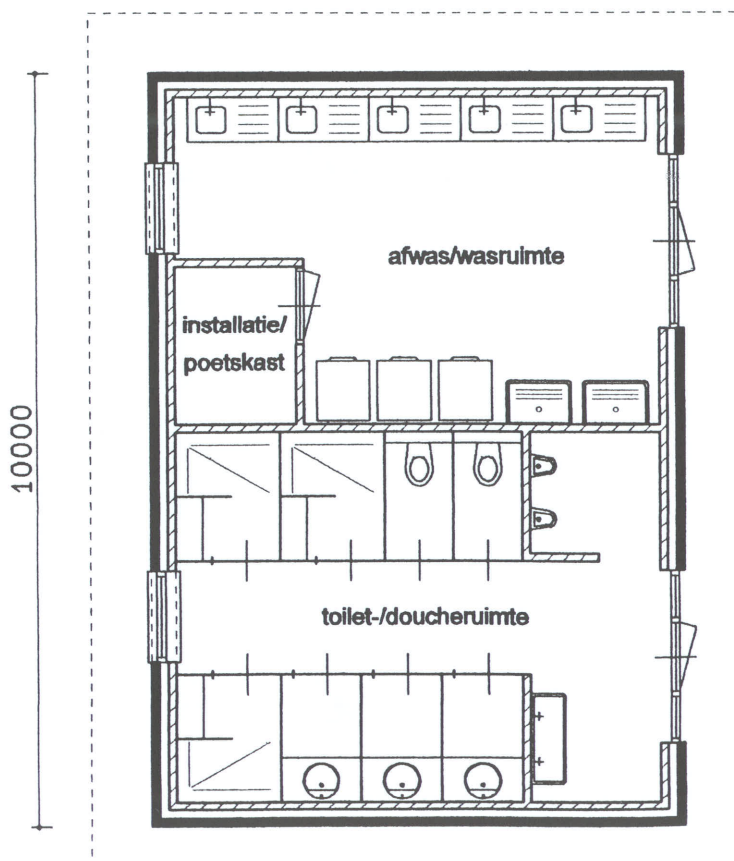 afwas/wasruimte
installatie/
poetskast
10000
toilet-/doucheruimte